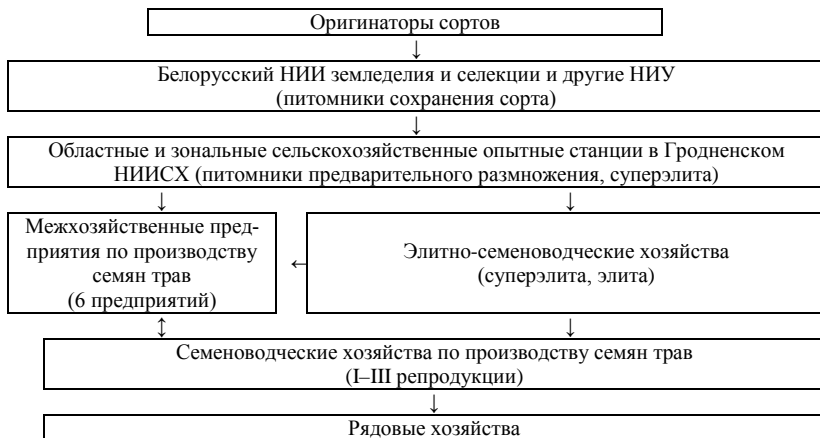 Оригинаторы сортов
↓
Белорусский НИИ земледелия и селекции и другие НИУ
(питомники сохранения сорта)
↓
Областные и зональные сельскохозяйственные опытные станции в Гродненском
НИИСХ (питомники предварительного размножения, суперэлита)
↓ ↓
Межхозяйственные пред-
приятия по производству
семян трав
(6 предприятий)
←
Элитно-семеноводческие хозяйства
(суперэлита, элита)
↕ ↓
Семеноводческие хозяйства по производству семян трав
(I–III репродукции)
↓
Рядовые хозяйства